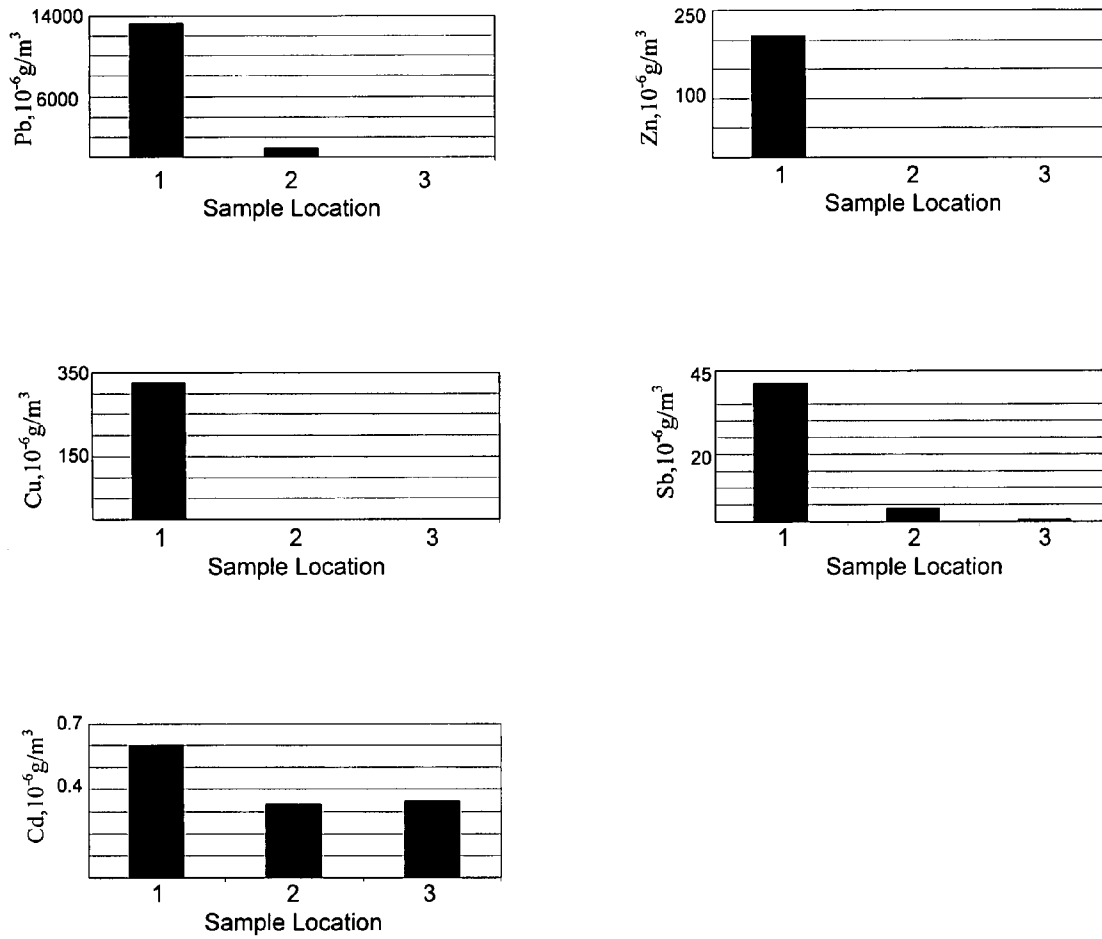 14000
6000
Pb,10⁻⁶g/m³
1 2 3
Sample Location
250
100
Zn,10⁻⁶g/m³
1 2 3
Sample Location
350
150
Cu,10⁻⁶g/m³
1 2 3
Sample Location
45
20
Sb,10⁻⁶g/m³
1 2 3
Sample Location
0.7
0.4
Cd,10⁻⁶g/m³
1 2 3
Sample Location